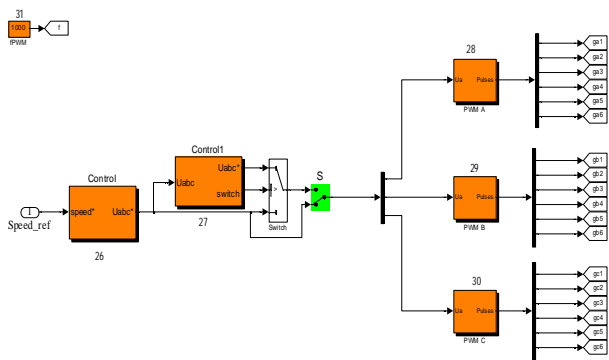 31
1000
f
fPWM
28
Ua Pulses
PWM A
ga1
ga2
ga3
ga4
ga5
ga6
Control
speed* Uabc*
26
Control1
Uabc*
Uabc
switch
27
>
Switch
S
1
Speed_ref
29
Ua Pulses
PWM B
gb1
gb2
gb3
gb4
gb5
gb6
30
Ua Pulses
PWM C
gc1
gc2
gc3
gc4
gc5
gc6